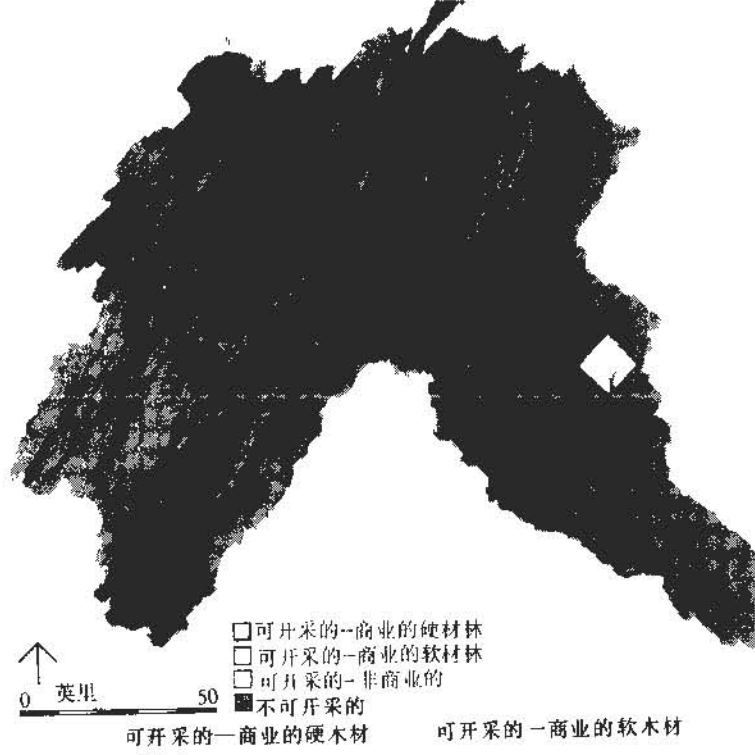 可开采的--商业的硬材林
可开采的-商业的软材林
可开采的-非商业的
不可开采的
0 英里 50
可开采的—商业的硬木材
可开采的一商业的软木材